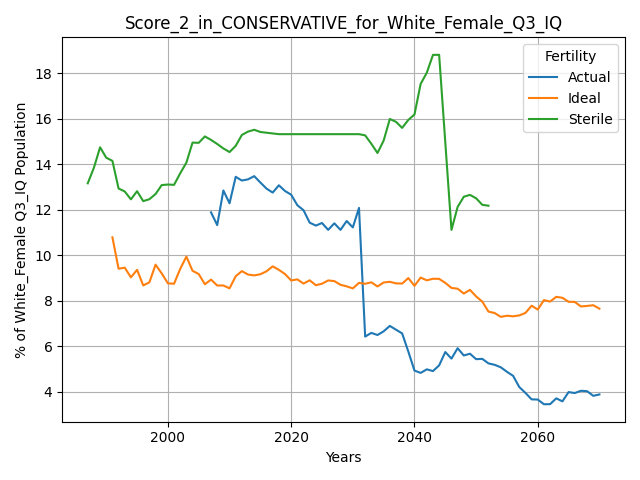 Score_2_in_CONSERVATIVE_for_White_Female_Q3_IQ
Fertility
Actual
Ideal
Sterile
% of White_Female Q3_IQ Population
18
16
14
12
10
8
6
4
2000
2020
2040
2060
Years